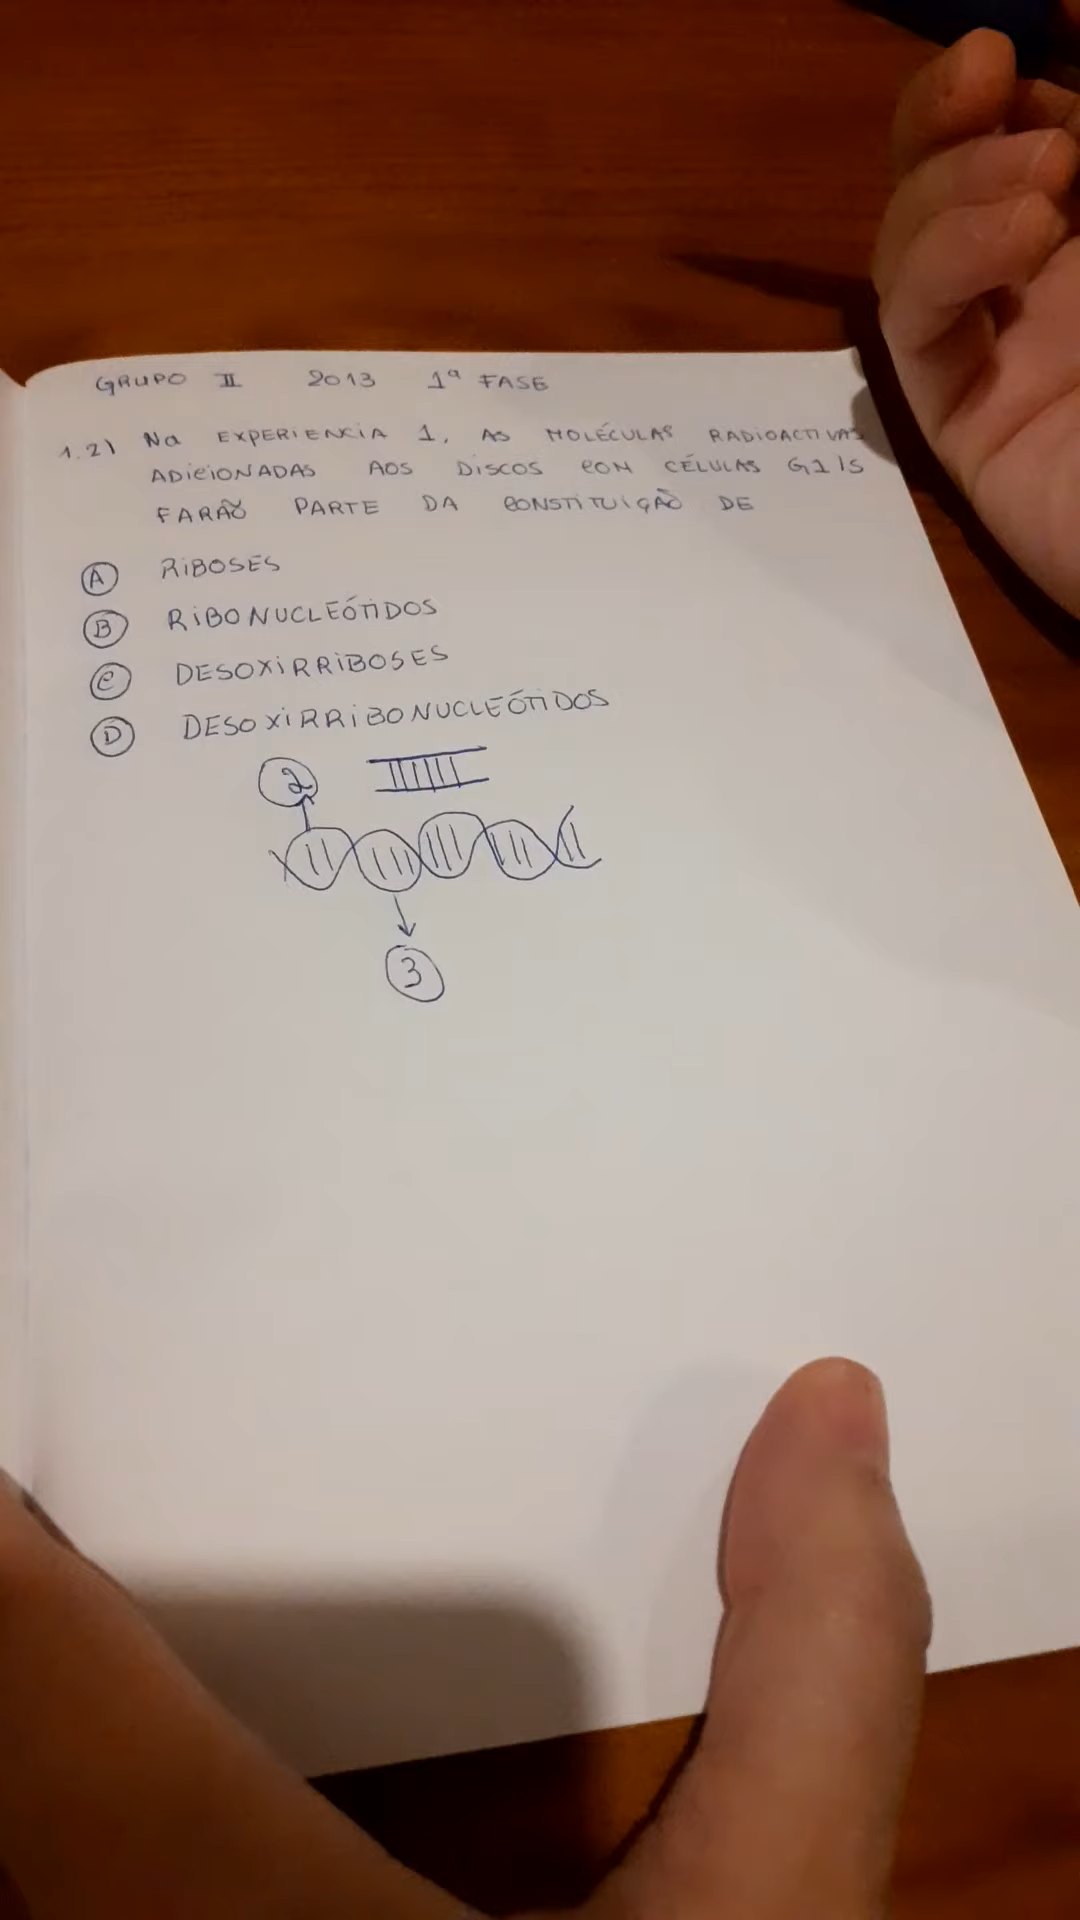 GRUPO II 2013 1ª FASE
1.2) Na EXPERIENCIA 1, AS MOLÉCULAS RADIOACTIVAS
ADICIONADAS AOS DISCOS COM CÉLULAS G1/S
FARÃO PARTE DA CONSTITUIÇÃO DE
A RIBOSES
B RIBONUCLEÓTIDOS
C DESOXIRRIBOSES
D DESOXIRRIBONUCLEÓTIDOS
2
3